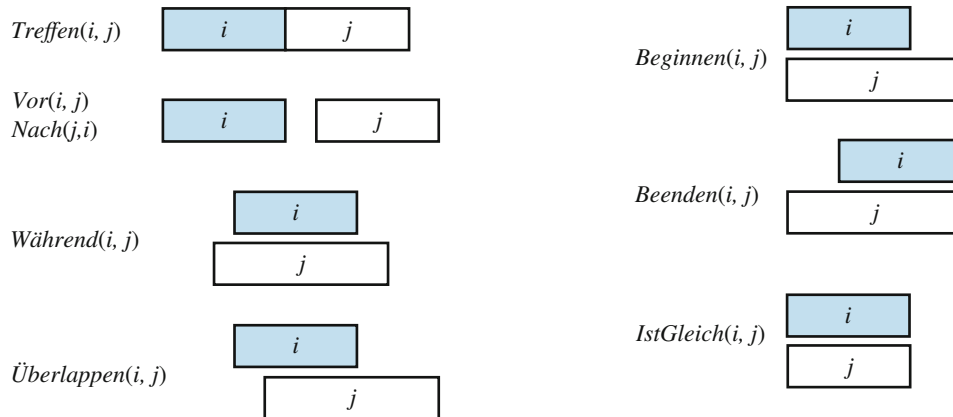 Treffen(i, j)
i
j
Vor(i, j)
Nach(j,i)
i
j
Während(i, j)
i
j
Überlappen(i, j)
i
j
Beginnen(i, j)
i
j
Beenden(i, j)
i
j
IstGleich(i, j)
i
j